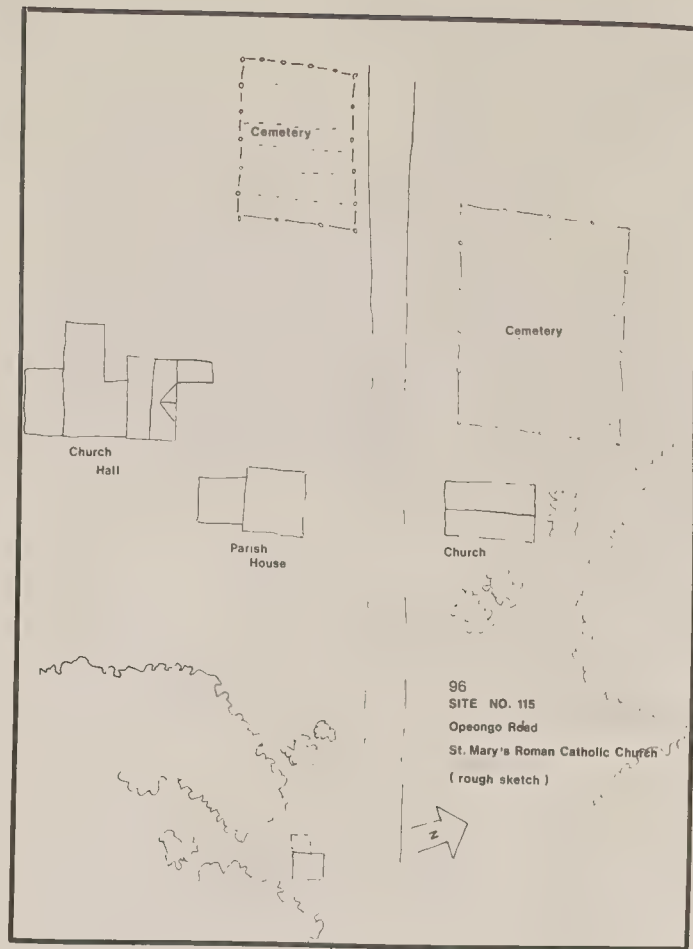 Cemetery
Cemetery
Church
Hall
Parish
House
Church
96
SITE NO. 115
Opeongo Road
St. Mary's Roman Catholic Church
( rough sketch )
N